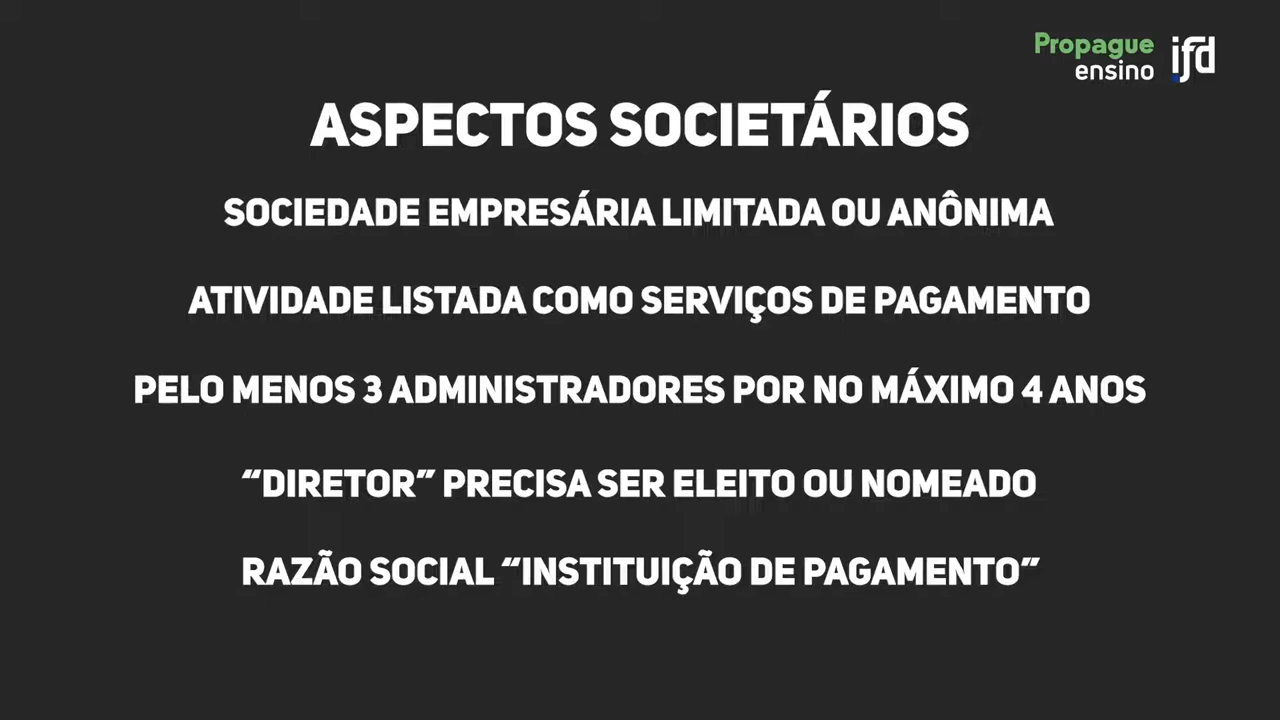 Propague
ensino
ifd
ASPECTOS SOCIETÁRIOS
SOCIEDADE EMPRESÁRIA LIMITADA OU ANÔNIMA
ATIVIDADE LISTADA COMO SERVIÇOS DE PAGAMENTO
PELO MENOS 3 ADMINISTRADORES POR NO MÁXIMO 4 ANOS
“DIRETOR” PRECISA SER ELEITO OU NOMEADO
RAZÃO SOCIAL “INSTITUIÇÃO DE PAGAMENTO”